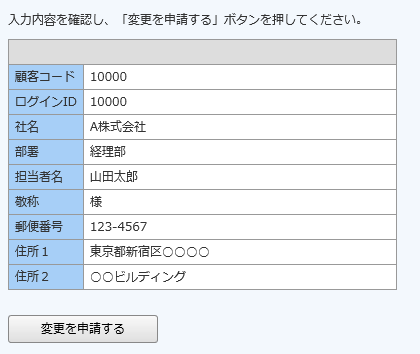 入力内容を確認し、「変更を申請する」ボタンを押してください。
顧客コード 10000
ログインID 10000
社名 A株式会社
部署 経理部
担当者名 山田太郎
敬称 様
郵便番号 123-4567
住所１ 東京都新宿区○○○○
住所２ ○○ビルディング
変更を申請する